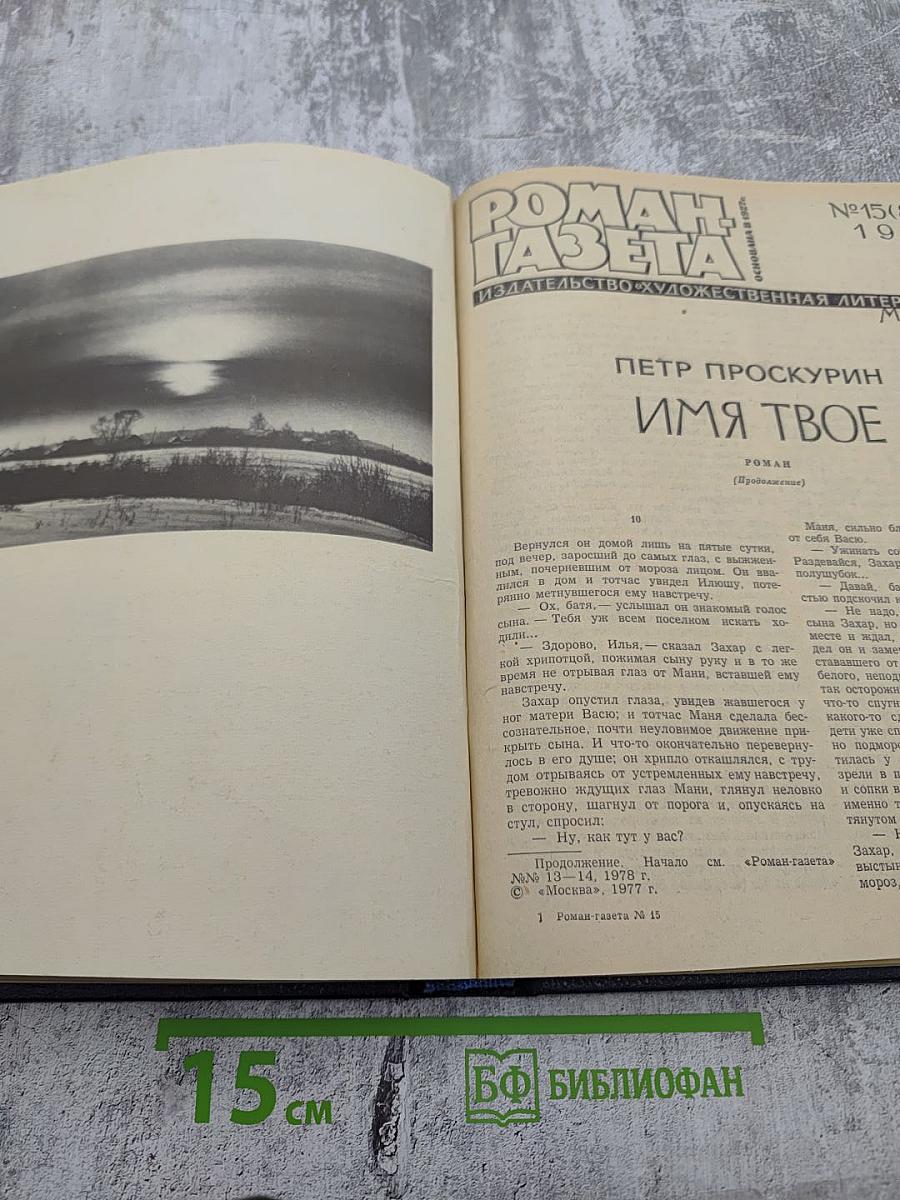 РОМАН-
ГАЗЕТА
ОСНОВАНА В 1927г.
№15(
19
ИЗДАТЕЛЬСТВО «ХУДОЖЕСТВЕННАЯ ЛИТЕР
М
ПЕТР ПРОСКУРИН
ИМЯ ТВОЕ
РОМАН
(Продолжение)
10
Вернулся он домой лишь на пятые сутки,
под вечер, заросший до самых глаз, с выжжен-
ным, почерневшим от мороза лицом. Он вва-
лился в дом и тотчас увидел Илюшу, поте-
рянно метнувшегося ему навстречу.
— Ох, батя,— услышал он знакомый голос
сына. — Тебя уж всем поселком искать хо-
дили...
— Здорово, Илья,— сказал Захар с лег-
кой хрипотцой, пожимая сыну руку и в то же
время не отрывая глаз от Мани, вставшей ему
навстречу.
Захар опустил глаза, увидев жавшегося у
ног матери Васю; и тотчас Маня сделала бес-
сознательное, почти неуловимое движение при-
крыть сына. И что-то окончательно переверну-
лось в его душе; он хрипло откашлялся, с тру-
дом отрываясь от устремленных ему навстречу,
тревожно ждущих глаз Мани, глянул неловко
в сторону, шагнул от порога и, опускаясь на
стул, спросил:
— Ну, как тут у вас?
Продолжение. Начало см. «Роман-газета»
№№ 13—14, 1978 г.
© «Москва», 1977 г.
1 Роман-газета № 15
Маня, сильно бл
от себя Васю.
— Ужинать со
Раздевайся, Захар
полушубок...
— Давай, ба
стью подскочил к
— Не надо,
сына Захар, но
месте и ждал,
дел он и замеч
стававшего от
белого, неподв
так осторожн
что-то спугн
какого-то сд
дети уже сп
но подморо
тилась у
зрели в п
и сопки в
именно т
тянутом
— Н
Захар,
выстын
мороз,
15 см
БФ БИБЛИОФАН